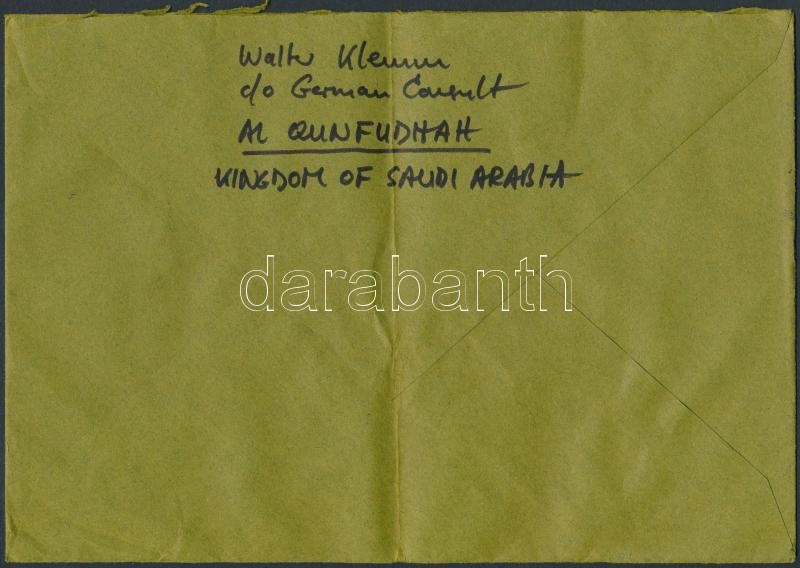 Walter Klemm
c/o German Consult
AL QUNFUDHAH
KINGDOM OF SAUDI ARABIA
darabanth